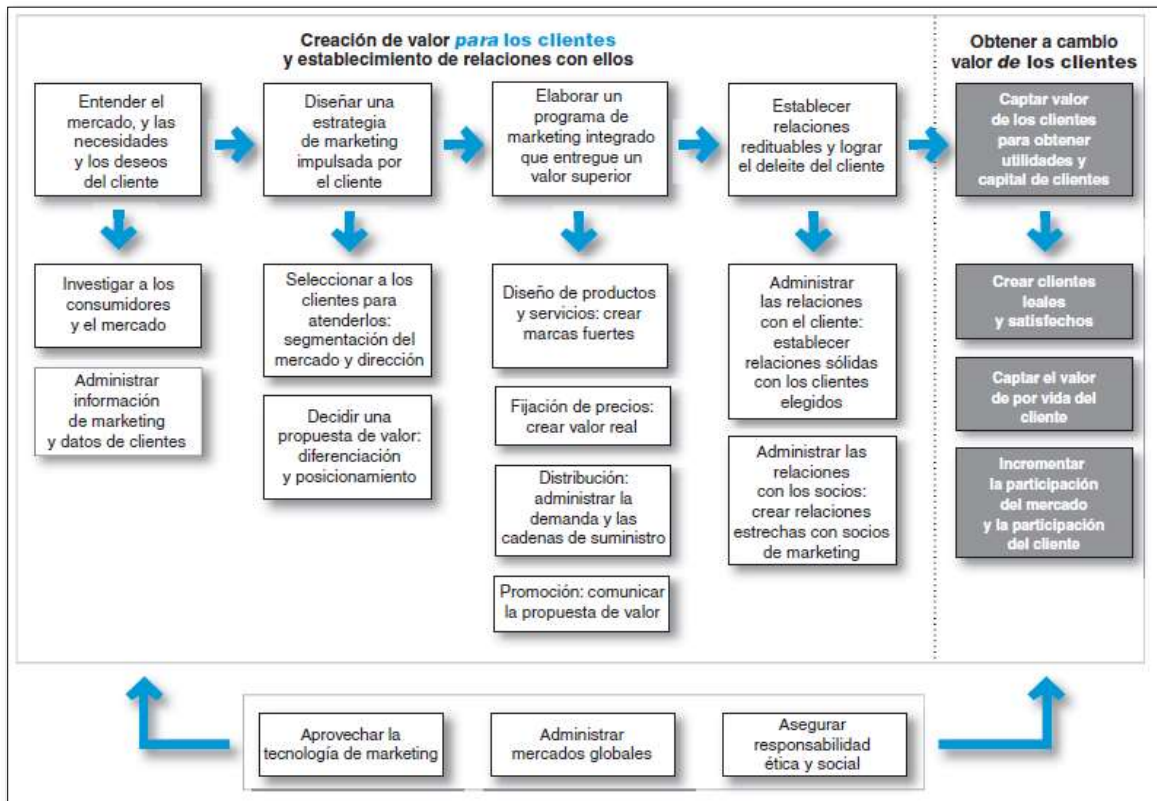 Creación de valor para los clientes
y establecimiento de relaciones con ellos
Obtener a cambio
valor de los clientes
Entender el
mercado, y las
necesidades
y los deseos
del cliente
Diseñar una
estrategia
de marketing
impulsada por
el cliente
Elaborar un
programa de
marketing integrado
que entregue un
valor superior
Establecer
relaciones
redituables y lograr
el deleite del cliente
Captar valor
de los clientes
para obtener
utilidades y
capital de clientes
Investigar a los
consumidores
y el mercado
Administrar
información
de marketing
y datos de clientes
Seleccionar a los
clientes para
atenderlos:
segmentación del
mercado y dirección
Decidir una
propuesta de valor:
diferenciación
y posicionamiento
Diseño de productos
y servicios: crear
marcas fuertes
Fijación de precios:
crear valor real
Distribución:
administrar la
demanda y las
cadenas de suministro
Promoción: comunicar
la propuesta de valor
Administrar
las relaciones
con el cliente:
establecer
relaciones sólidas
con los clientes
elegidos
Administrar las
relaciones
con los socios:
crear relaciones
estrechas con socios
de marketing
Crear clientes
leales
y satisfechos
Captar el valor
de por vida del
cliente
Incrementar
la participación
del mercado
y la participación
del cliente
Aprovechar la
tecnología de marketing
Administrar
mercados globales
Asegurar
responsabilidad
ética y social